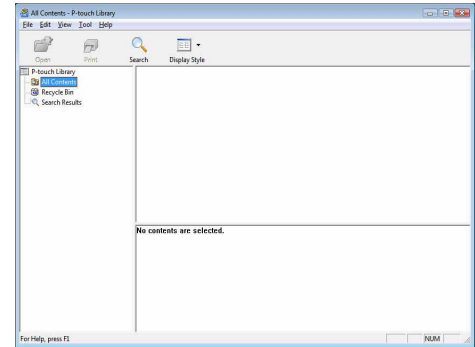 All Contents - P-touch Library
File Edit View Tool Help
Open Print Search Display Style
P-touch Library
All Contents
Recycle Bin
Search Results
No contents are selected.
For Help, press F1
NUM